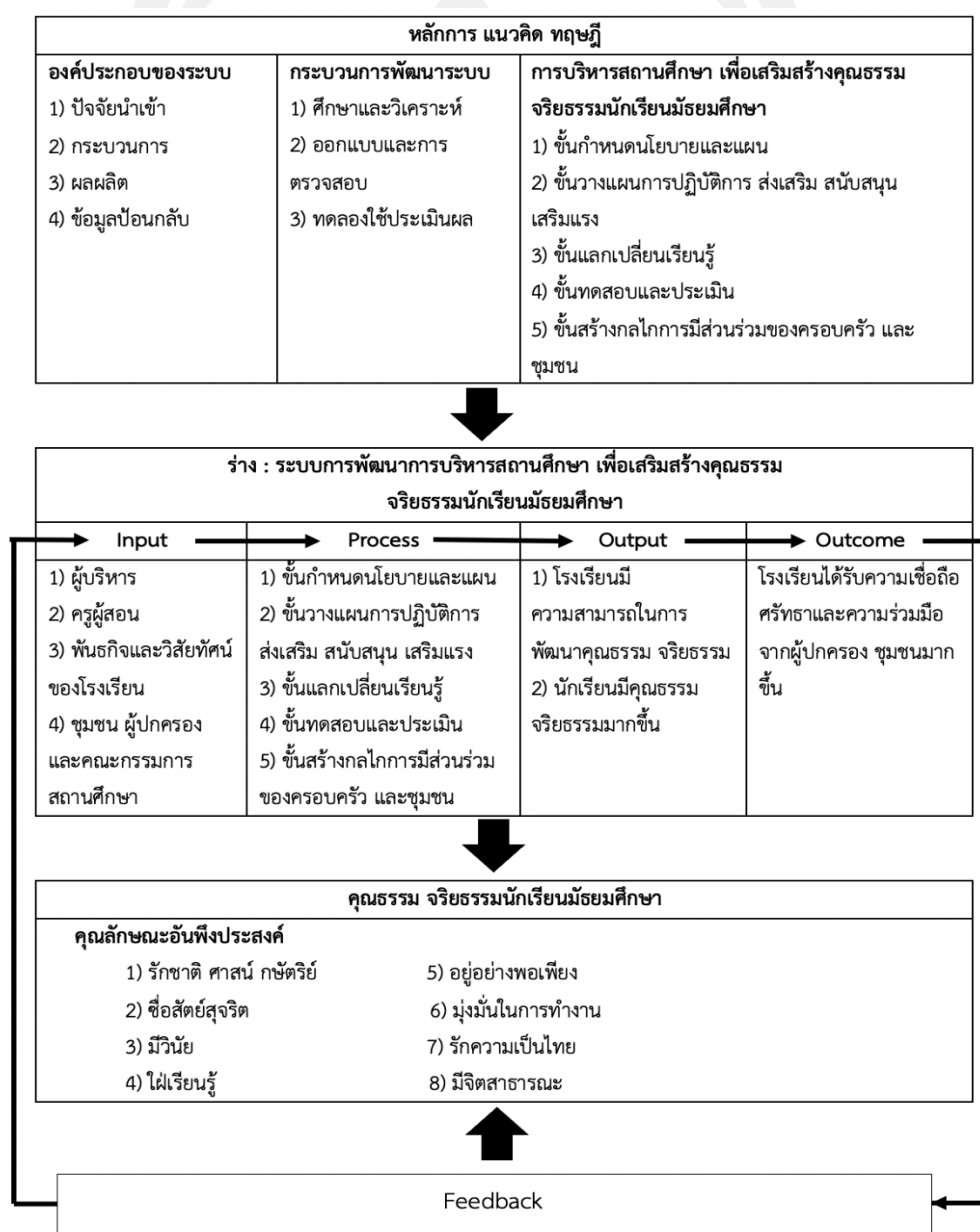 หลักการ แนวคิด ทฤษฎี
องค์ประกอบของระบบ
1) ปัจจัยนำเข้า
2) กระบวนการ
3) ผลผลิต
4) ข้อมูลป้อนกลับ
กระบวนการพัฒนาระบบ
1) ศึกษาและวิเคราะห์
2) ออกแบบและการ
ตรวจสอบ
3) ทดลองใช้ประเมินผล
การบริหารสถานศึกษา เพื่อเสริมสร้างคุณธรรม
จริยธรรมนักเรียนมัธยมศึกษา
1) ขั้นกำหนดนโยบายและแผน
2) ขั้นวางแผนการปฏิบัติการ ส่งเสริม สนับสนุน
เสริมแรง
3) ขั้นแลกเปลี่ยนเรียนรู้
4) ขั้นทดสอบและประเมิน
5) ขั้นสร้างกลไกการมีส่วนร่วมของครอบครัว และ
ชุมชน
ร่าง : ระบบการพัฒนาการบริหารสถานศึกษา เพื่อเสริมสร้างคุณธรรม
จริยธรรมนักเรียนมัธยมศึกษา
Input
1) ผู้บริหาร
2) ครูผู้สอน
3) พันธกิจและวิสัยทัศน์
ของโรงเรียน
4) ชุมชน ผู้ปกครอง
และคณะกรรมการ
สถานศึกษา
Process
1) ขั้นกำหนดนโยบายและแผน
2) ขั้นวางแผนการปฏิบัติการ
ส่งเสริม สนับสนุน เสริมแรง
3) ขั้นแลกเปลี่ยนเรียนรู้
4) ขั้นทดสอบและประเมิน
5) ขั้นสร้างกลไกการมีส่วนร่วม
ของครอบครัว และชุมชน
Output
1) โรงเรียนมี
ความสามารถในการ
พัฒนาคุณธรรม จริยธรรม
2) นักเรียนมีคุณธรรม
จริยธรรมมากขึ้น
Outcome
โรงเรียนได้รับความเชื่อถือ
ศรัทธาและความร่วมมือ
จากผู้ปกครอง ชุมชนมาก
ขึ้น
คุณธรรม จริยธรรมนักเรียนมัธยมศึกษา
คุณลักษณะอันพึงประสงค์
1) รักชาติ ศาสน์ กษัตริย์
2) ซื่อสัตย์สุจริต
3) มีวินัย
4) ใฝ่เรียนรู้
5) อยู่อย่างพอเพียง
6) มุ่งมั่นในการทำงาน
7) รักความเป็นไทย
8) มีจิตสาธารณะ
Feedback